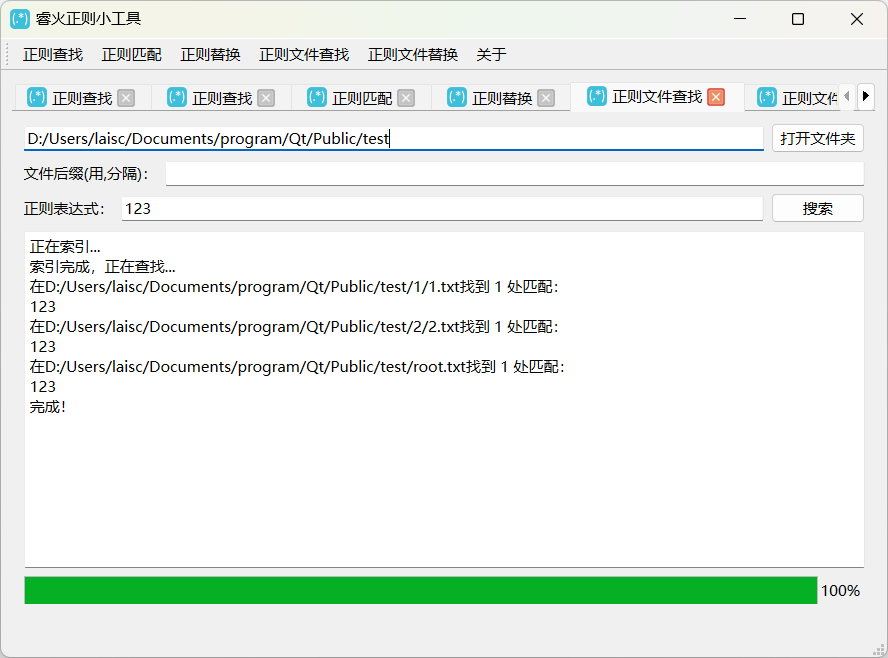 (.*) 睿火正则小工具
正则查找 正则匹配 正则替换 正则文件查找 正则文件替换 关于
(.*) 正则查找 (.*) 正则查找 (.*) 正则匹配 (.*) 正则替换 (.*) 正则文件查找 (.*) 正则文件
D:/Users/laisc/Documents/program/Qt/Public/test 打开文件夹
文件后缀(用,分隔)：
正则表达式： 123 搜索
正在索引...
索引完成，正在查找...
在D:/Users/laisc/Documents/program/Qt/Public/test/1/1.txt找到 1 处匹配：
123
在D:/Users/laisc/Documents/program/Qt/Public/test/2/2.txt找到 1 处匹配：
123
在D:/Users/laisc/Documents/program/Qt/Public/test/root.txt找到 1 处匹配：
123
完成！
100%